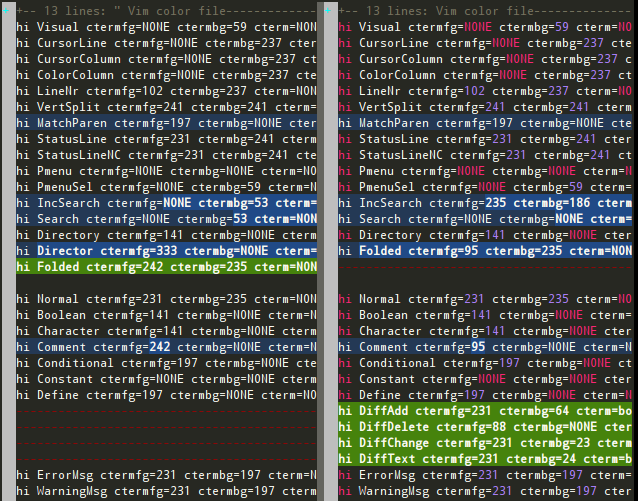 +-- 13 lines: " Vim color file
hi Visual ctermfg=NONE ctermbg=59 cterm=
hi CursorLine ctermfg=NONE ctermbg=237
hi CursorColumn ctermfg=NONE ctermbg=237 ct
hi ColorColumn ctermfg=NONE ctermbg=237 cte
hi LineNr ctermfg=102 ctermbg=237 cterm=
hi VertSplit ctermfg=241 ctermbg=241 cterm=
hi MatchParen ctermfg=197 ctermbg=NONE cter
hi StatusLine ctermfg=231 ctermbg=241 cterm
hi StatusLineNC ctermfg=231 ctermbg=241 cte
hi Pmenu ctermfg=NONE ctermbg=NONE cterm=N
hi PmenuSel ctermfg=NONE ctermbg=59 cterm=N
hi IncSearch ctermfg=NONE ctermbg=53 cterm=
hi Search ctermfg=NONE ctermbg=53 cterm=NON
hi Directory ctermfg=141 ctermbg=NONE cterm
hi Director ctermfg=333 ctermbg=NONE cterm=
hi Folded ctermfg=242 ctermbg=235 cterm=NON
hi Normal ctermfg=231 ctermbg=235 cterm=NON
hi Boolean ctermfg=141 ctermbg=NONE cterm=N
hi Character ctermfg=141 ctermbg=NONE cterm
hi Comment ctermfg=242 ctermbg=NONE cterm=N
hi Conditional ctermfg=197 ctermbg=NONE cte
hi Constant ctermfg=NONE ctermbg=NONE cterm
hi Define ctermfg=197 ctermbg=NONE cterm=NO
hi ErrorMsg ctermfg=231 ctermbg=197 cterm=N
hi WarningMsg ctermfg=231 ctermbg=197 cterm
+-- 13 lines: Vim color file
hi Visual ctermfg=NONE ctermbg=59 cterm=NO
hi CursorLine ctermfg=NONE ctermbg=237 cte
hi CursorColumn ctermfg=NONE ctermbg=237 c
hi ColorColumn ctermfg=NONE ctermbg=237 ct
hi LineNr ctermfg=102 ctermbg=237 cterm=NO
hi VertSplit ctermfg=241 ctermbg=241 cterm
hi MatchParen ctermfg=197 ctermbg=NONE cte
hi StatusLine ctermfg=231 ctermbg=241 cter
hi StatusLineNC ctermfg=231 ctermbg=241 ct
hi Pmenu ctermfg=NONE ctermbg=NONE cterm=N
hi PmenuSel ctermfg=NONE ctermbg=59 cterm=
hi IncSearch ctermfg=235 ctermbg=186 cterm
hi Search ctermfg=NONE ctermbg=NONE cterm=
hi Directory ctermfg=141 ctermbg=NONE cter
hi Folded ctermfg=95 ctermbg=235 cterm=NON
hi Normal ctermfg=231 ctermbg=235 cterm=NO
hi Boolean ctermfg=141 ctermbg=NONE cterm=
hi Character ctermfg=141 ctermbg=NONE cter
hi Comment ctermfg=95 ctermbg=NONE cterm=N
hi Conditional ctermfg=197 ctermbg=NONE ct
hi Constant ctermfg=NONE ctermbg=NONE cter
hi Define ctermfg=197 ctermbg=NONE cterm=N
hi DiffAdd ctermfg=231 ctermbg=64 cterm=bo
hi DiffDelete ctermfg=88 ctermbg=NONE cter
hi DiffChange ctermfg=231 ctermbg=23 cterm
hi DiffText ctermfg=231 ctermbg=24 cterm=b
hi ErrorMsg ctermfg=231 ctermbg=197 cterm=
hi WarningMsg ctermfg=231 ctermbg=197 cter